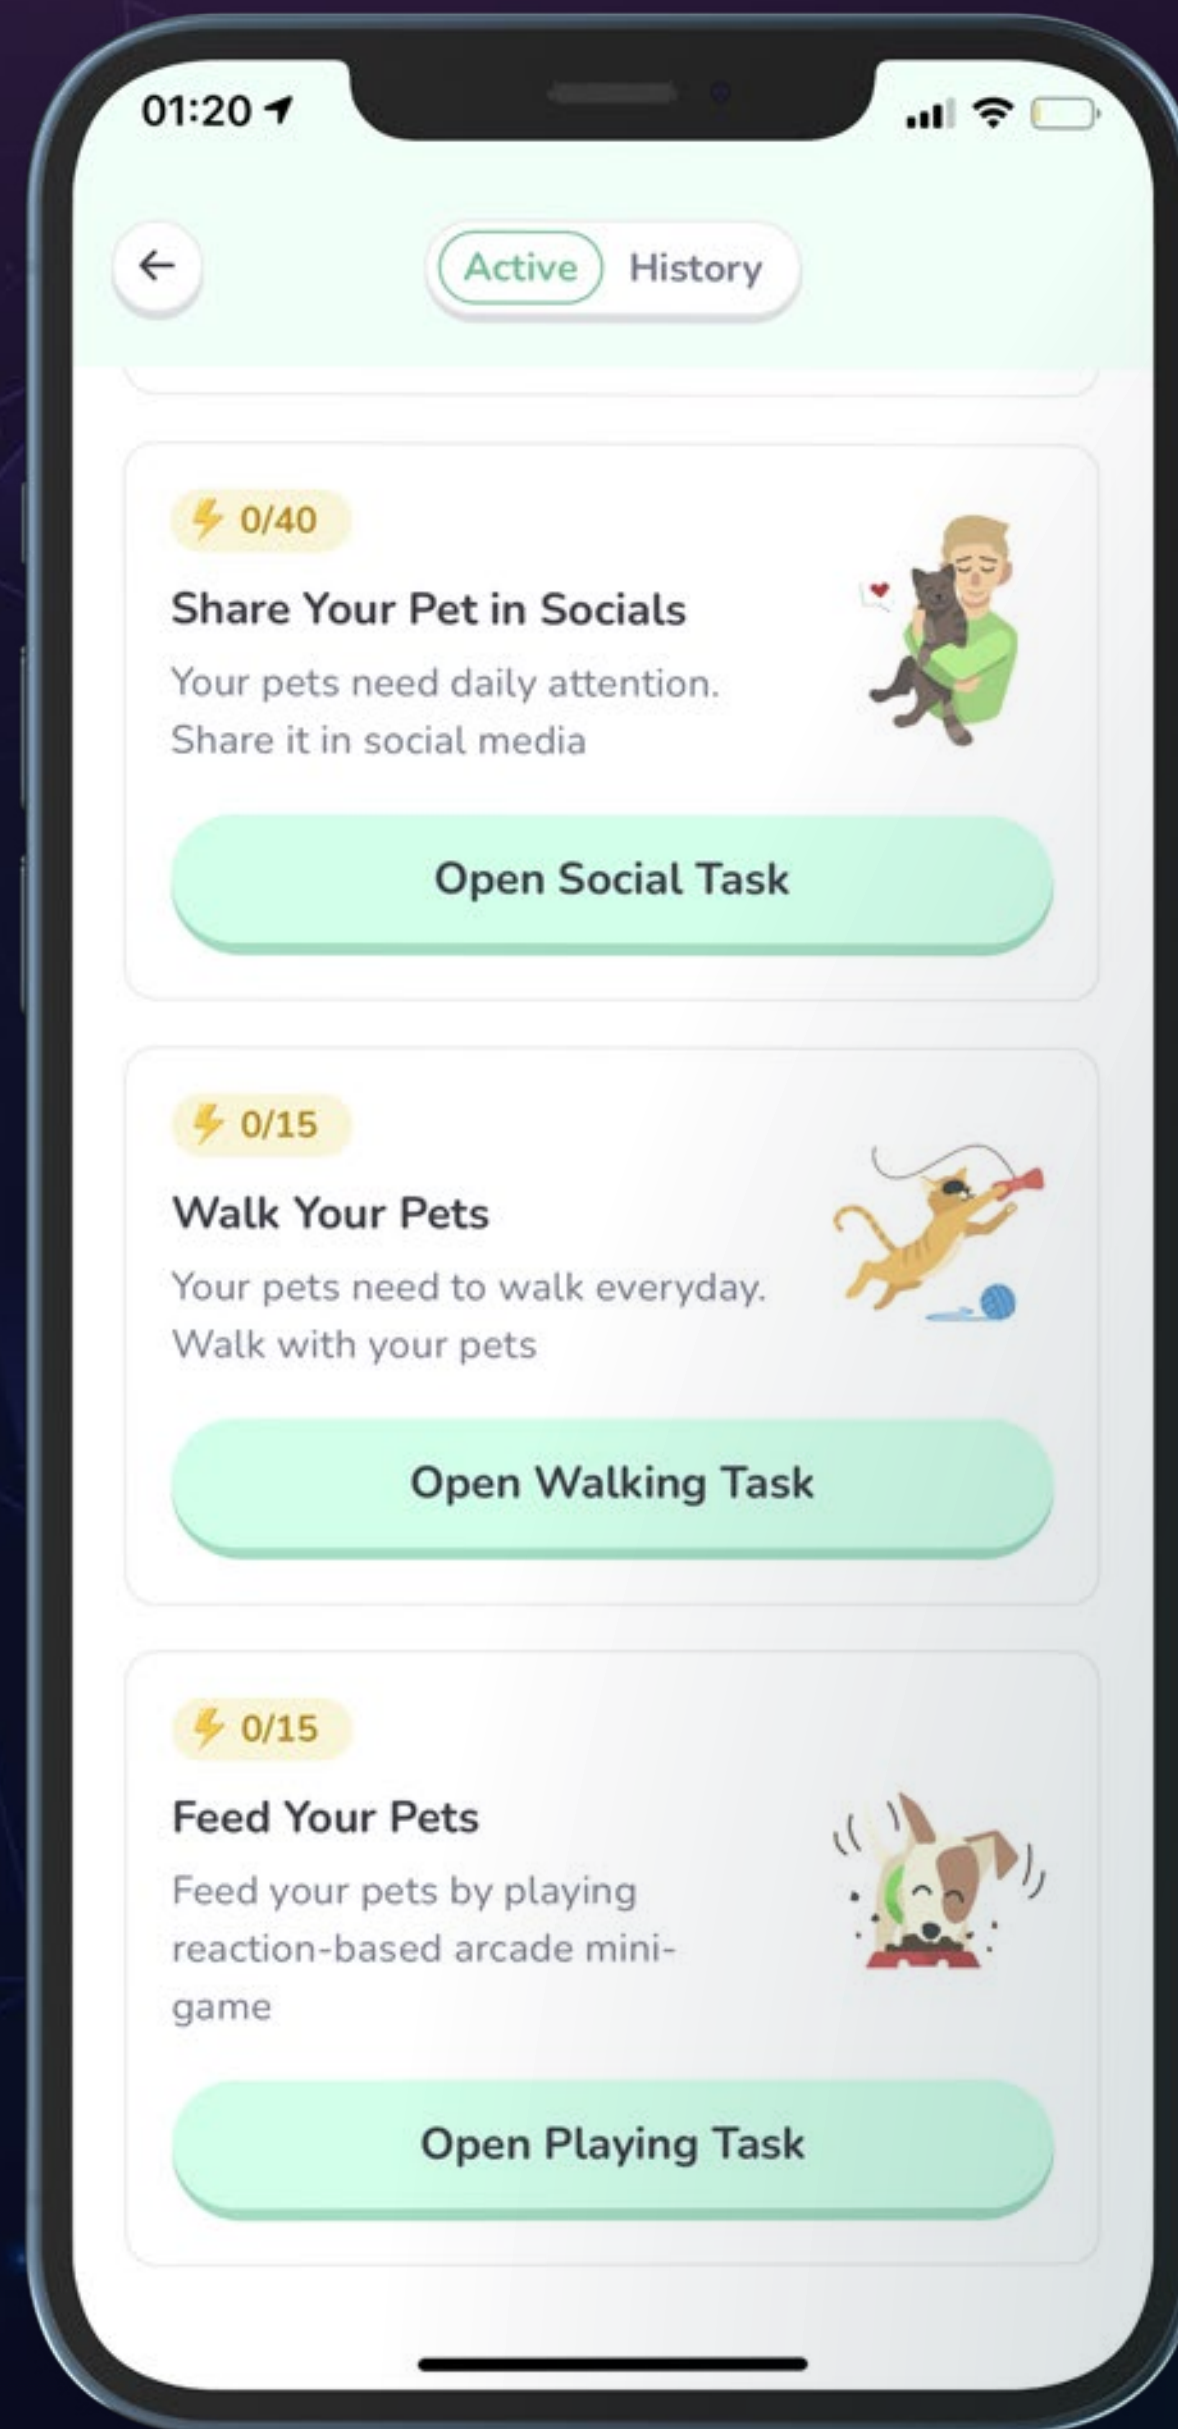 01:20
Active History
0/40
Share Your Pet in Socials
Your pets need daily attention.
Share it in social media
Open Social Task
0/15
Walk Your Pets
Your pets need to walk everyday.
Walk with your pets
Open Walking Task
0/15
Feed Your Pets
Feed your pets by playing
reaction-based arcade mini-
game
Open Playing Task